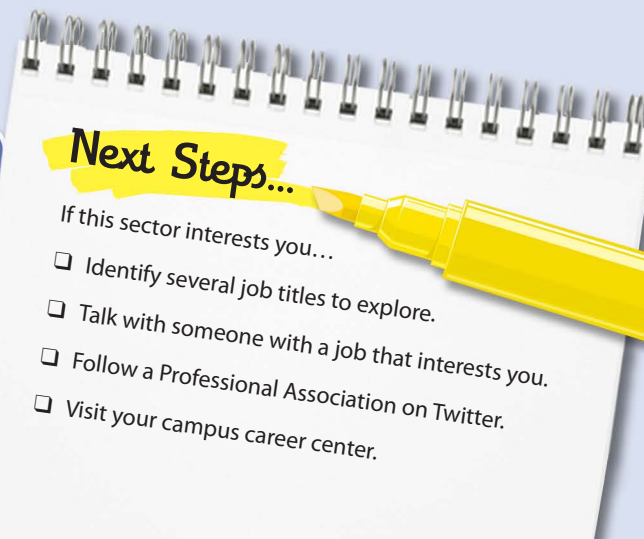 Next Steps...
If this sector interests you…
❑ Identify several job titles to explore.
❑ Talk with someone with a job that interests you.
❑ Follow a Professional Association on Twitter.
❑ Visit your campus career center.